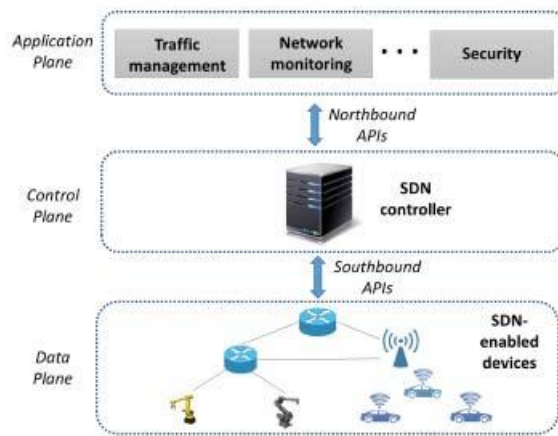 Application
Plane
Traffic
management
Network
monitoring
• • •
Security
Northbound
APIs
Control
Plane
SDN
controller
Southbound
APIs
Data
Plane
SDN-
enabled
devices